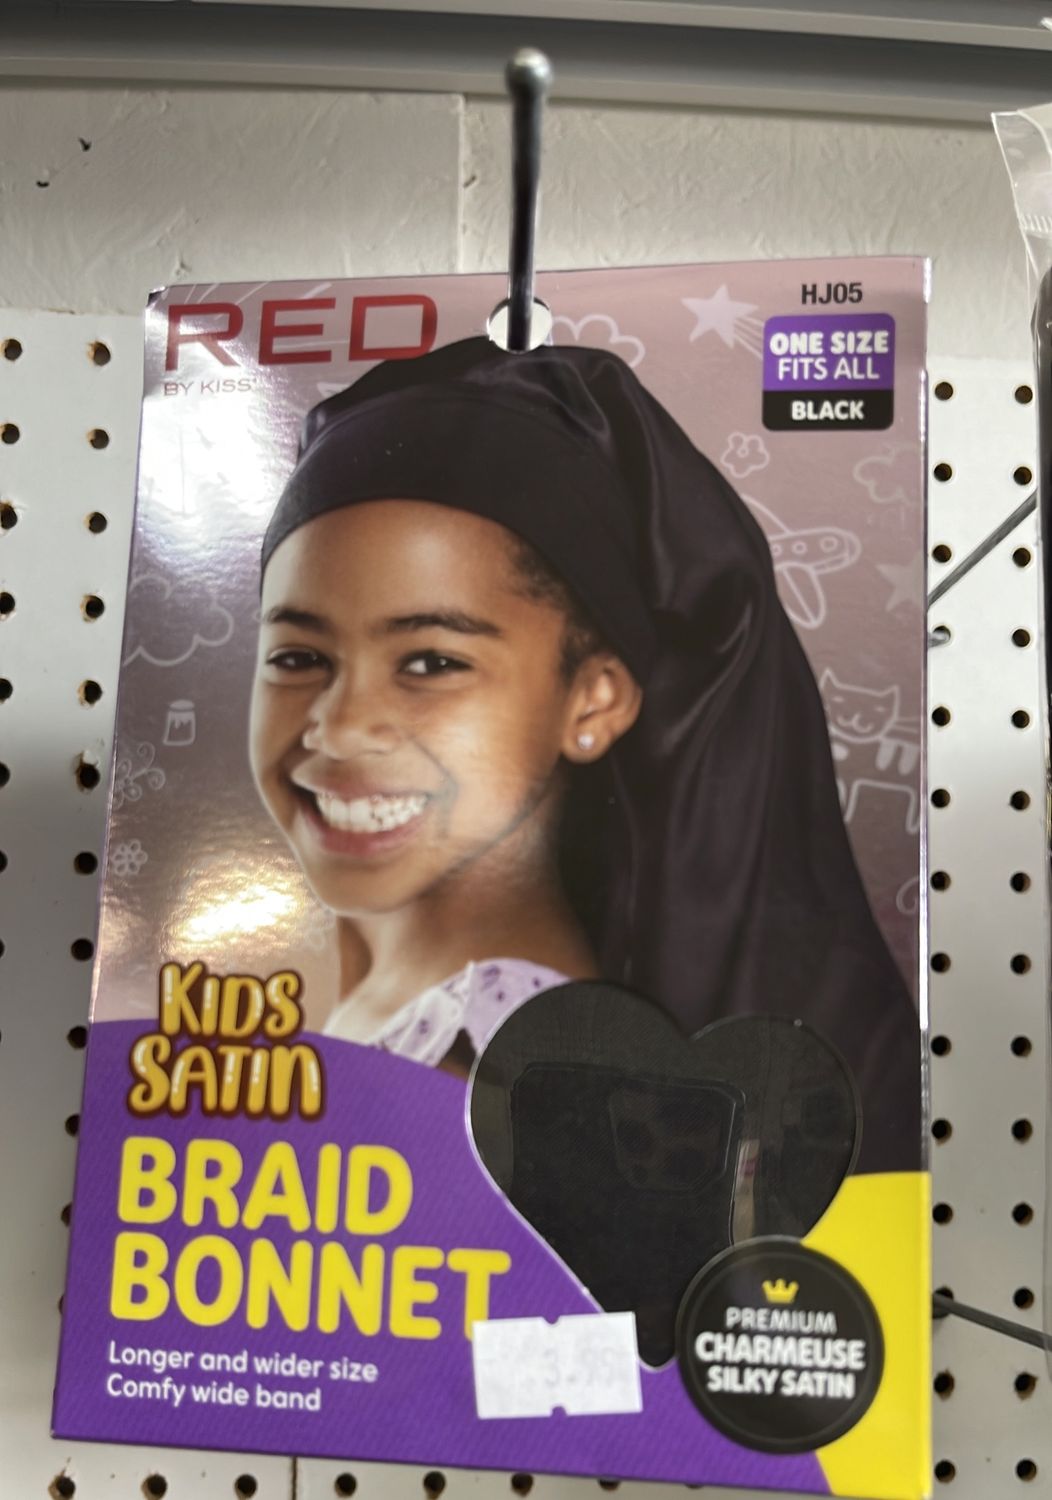 RED
BY KISS
HJ05
ONE SIZE
FITS ALL
BLACK
KIDS
SATIN
BRAID
BONNET
Longer and wider size
Comfy wide band
PREMIUM
CHARMEUSE
SILKY SATIN